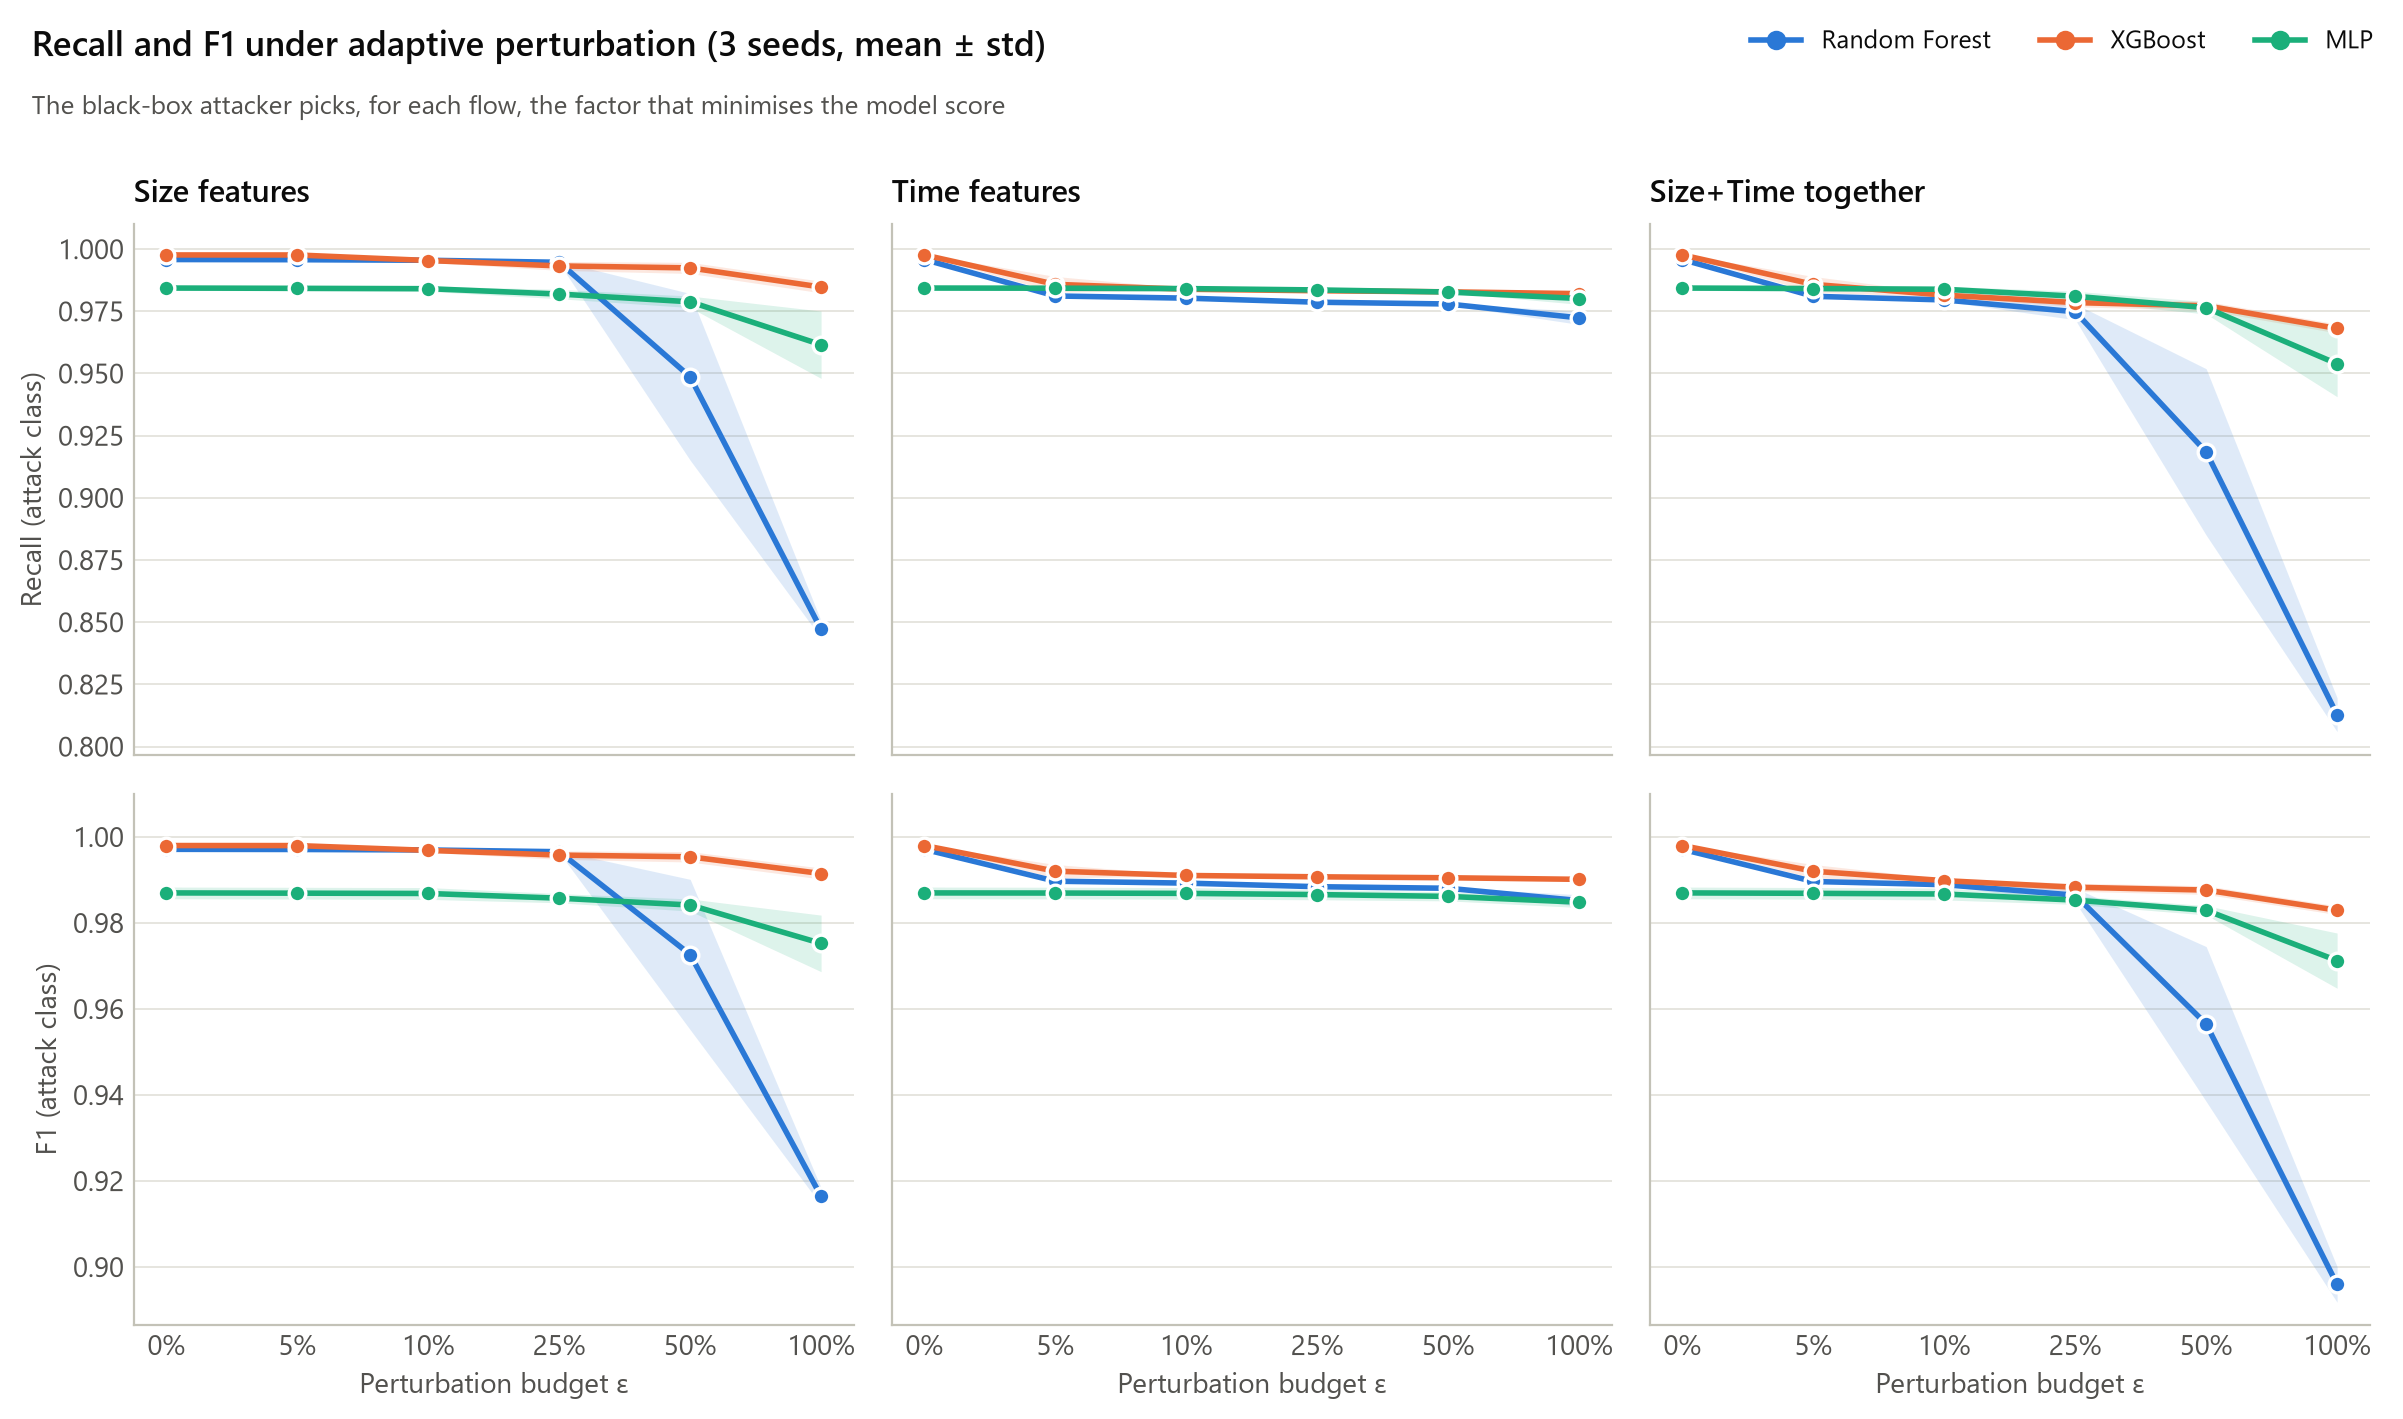 Recall and F1 under adaptive perturbation (3 seeds, mean ± std)
Random Forest
XGBoost
MLP
The black-box attacker picks, for each flow, the factor that minimises the model score
Size features
Time features
Size+Time together
Recall (attack class)
1.000
0.975
0.950
0.925
0.900
0.875
0.850
0.825
0.800
F1 (attack class)
1.00
0.98
0.96
0.94
0.92
0.90
0% 5% 10% 25% 50% 100%
0% 5% 10% 25% 50% 100%
0% 5% 10% 25% 50% 100%
Perturbation budget ε
Perturbation budget ε
Perturbation budget ε